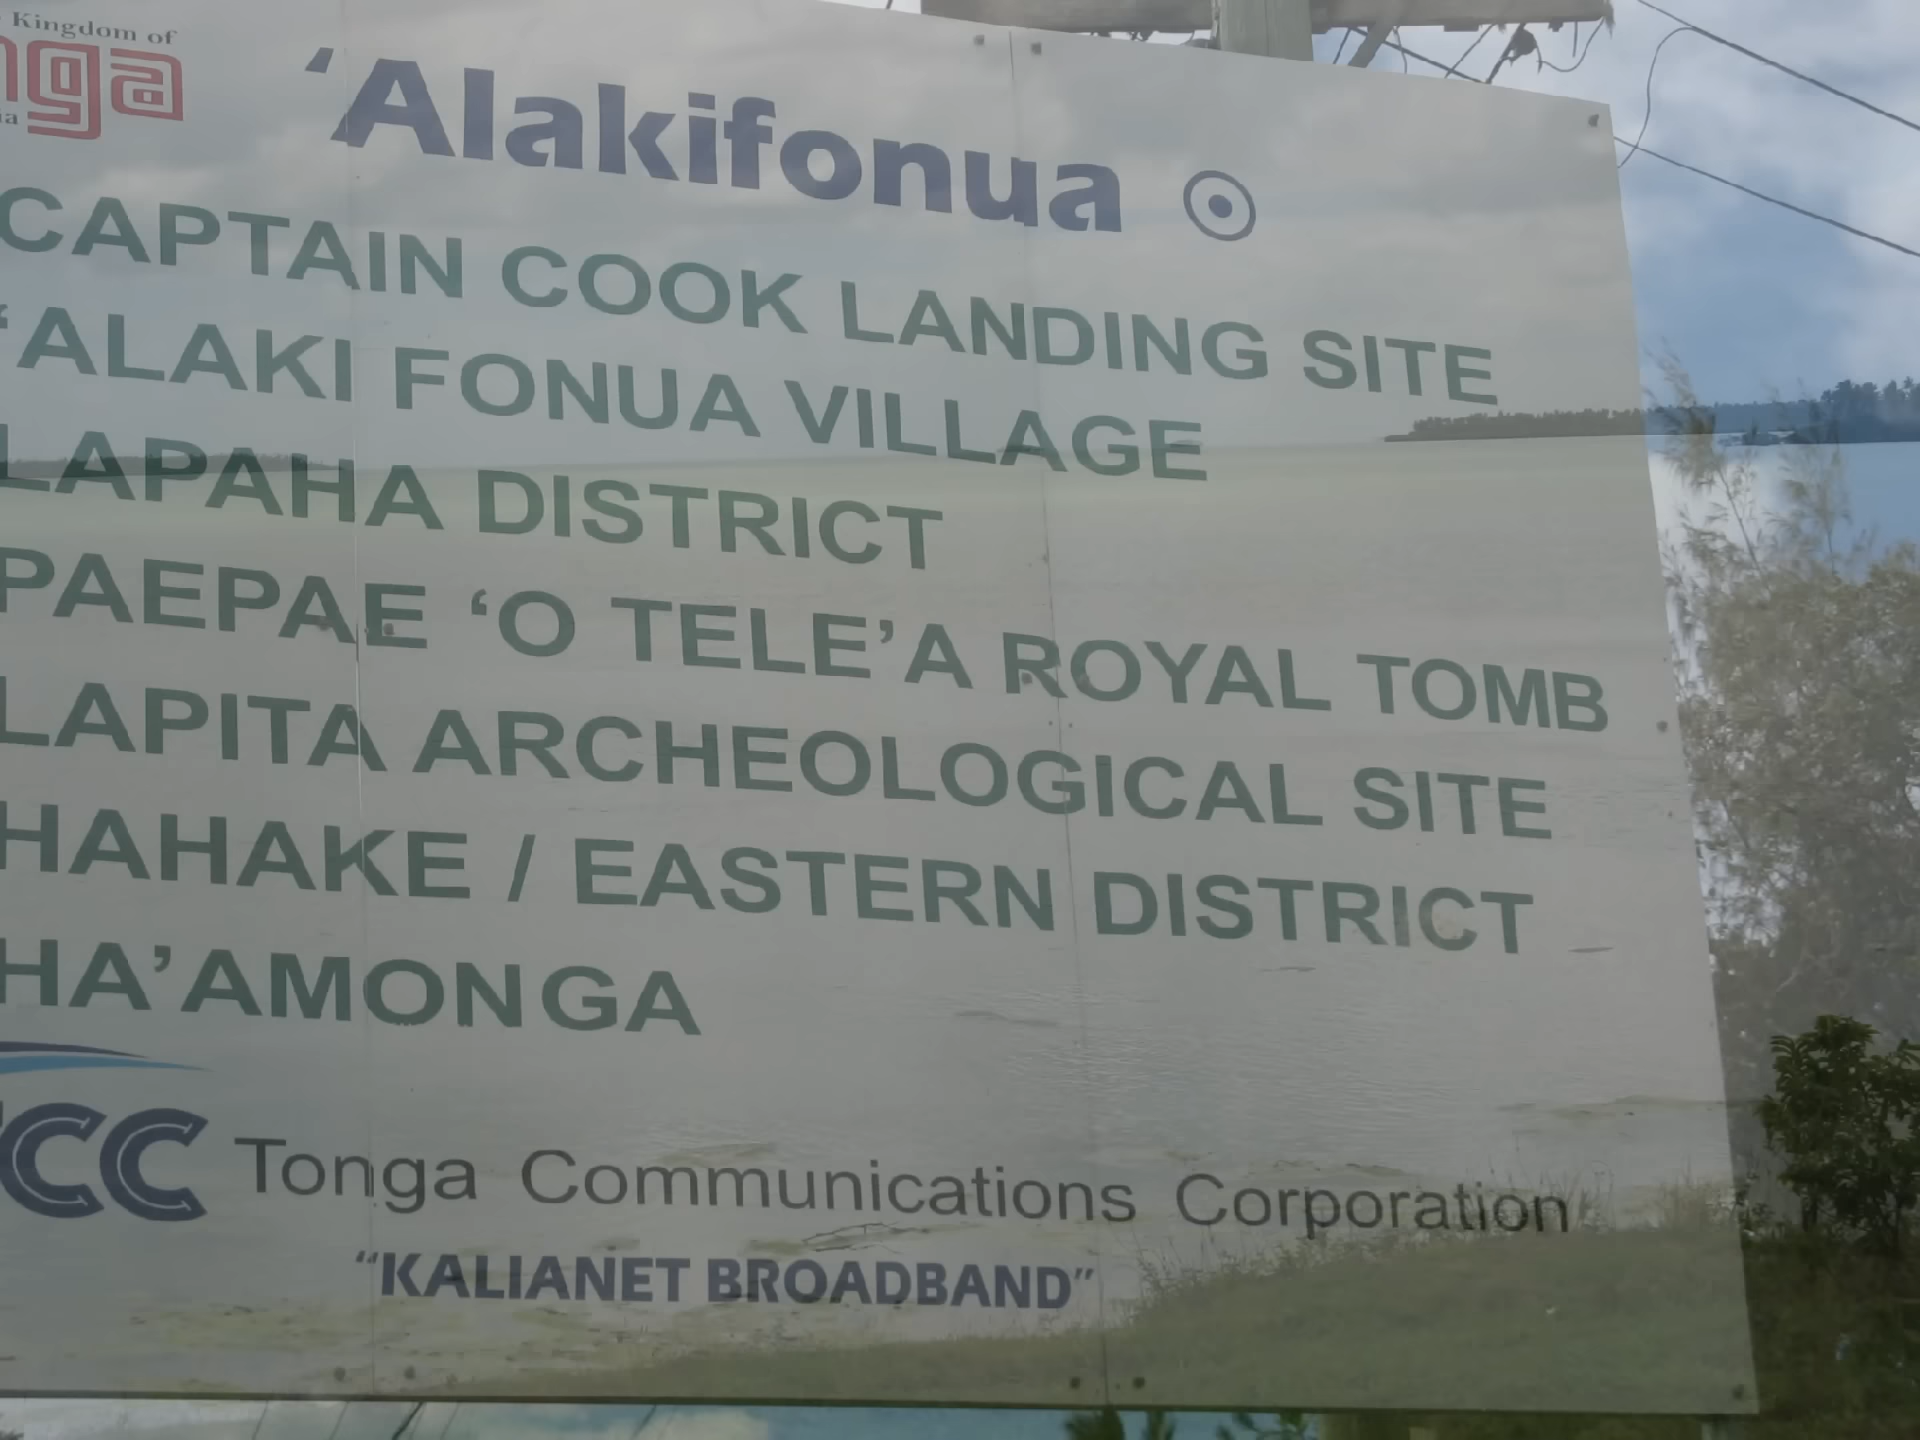 Kingdom of
‘Alakifonua
CAPTAIN COOK LANDING SITE
‘ALAKI FONUA VILLAGE
LAPAHA DISTRICT
PAEPAE ‘O TELE’A ROYAL TOMB
LAPITA ARCHEOLOGICAL SITE
HAHAKE / EASTERN DISTRICT
HA’AMONGA
Tonga Communications Corporation
“KALIANET BROADBAND”